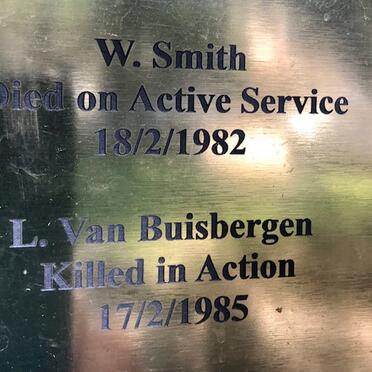 W. Smith
Died on Active Service
18/2/1982
L. Van Buisbergen
Killed in Action
17/2/1985